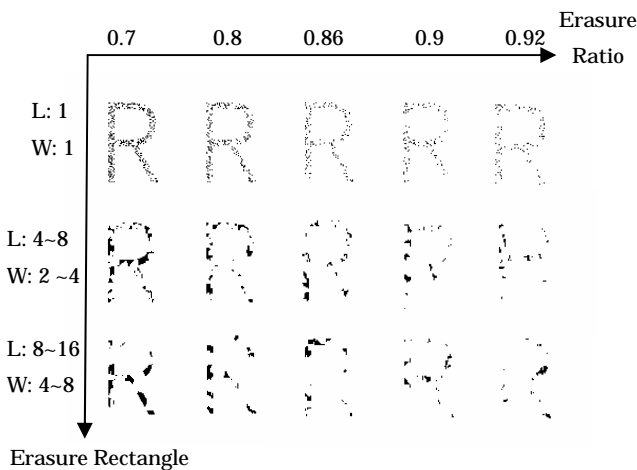 Erasure
0.7 0.8 0.86 0.9 0.92
Ratio
L: 1
W: 1
R R R R R
L: 4~8
W: 2 ~4
R R R R R
L: 8~16
W: 4~8
R R R R R
Erasure Rectangle